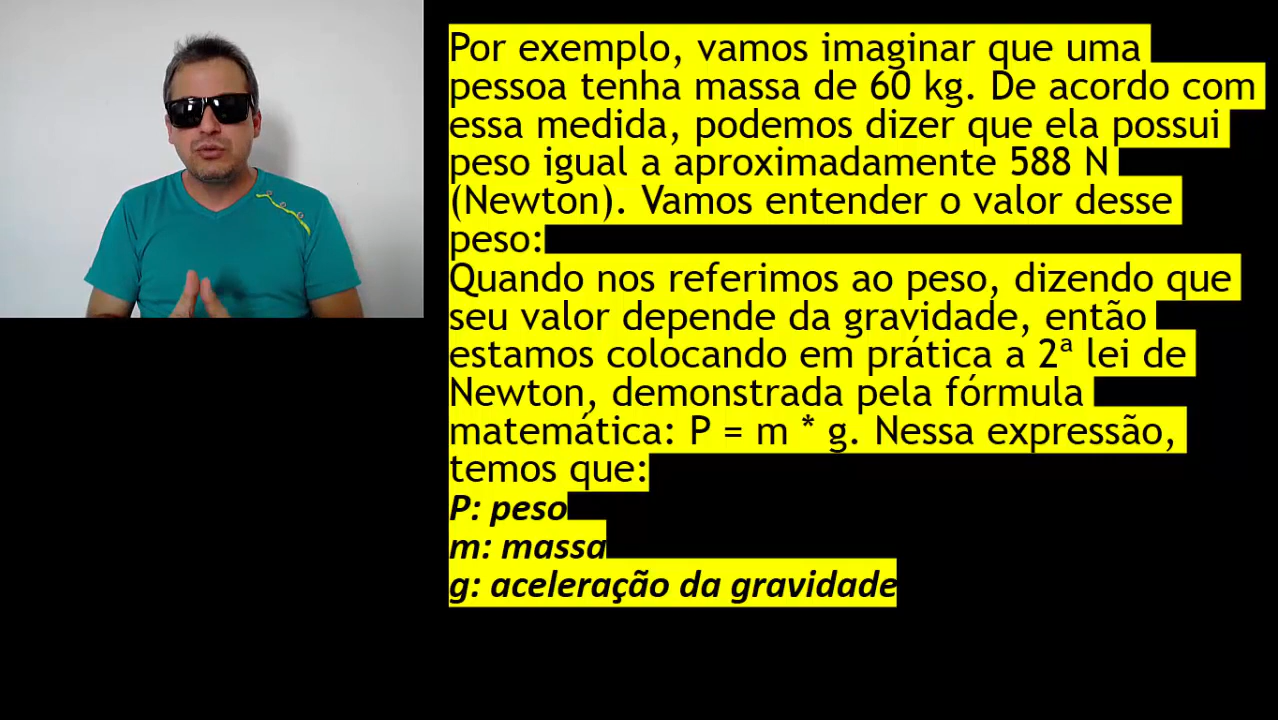 Por exemplo, vamos imaginar que uma
pessoa tenha massa de 60 kg. De acordo com
essa medida, podemos dizer que ela possui
peso igual a aproximadamente 588 N
(Newton). Vamos entender o valor desse
peso:
Quando nos referimos ao peso, dizendo que
seu valor depende da gravidade, então
estamos colocando em prática a 2ª lei de
Newton, demonstrada pela fórmula
matemática: P = m * g. Nessa expressão,
temos que:
P: peso
m: massa
g: aceleração da gravidade